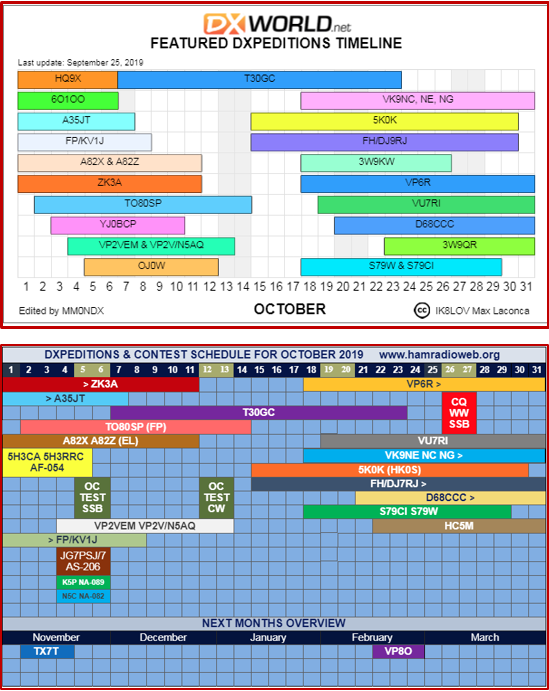 DXWORLD.net
FEATURED DXPEDITIONS TIMELINE
Last update: September 25, 2019
HQ9X T30GC
6O1OO VK9NC, NE, NG
A35JT 5K0K
FP/KV1J FH/DJ9RJ
A82X & A82Z 3W9KW
ZK3A VP6R
TO80SP VU7RI
YJ0BCP D68CCC
VP2VEM & VP2V/N5AQ 3W9QR
OJ0W S79W & S79CI
1 2 3 4 5 6 7 8 9 10 11 12 13 14 15 16 17 18 19 20 21 22 23 24 25 26 27 28 29 30 31
Edited by MM0NDX OCTOBER cc IK8LOV Max Laconca
DXPEDITIONS & CONTEST SCHEDULE FOR OCTOBER 2019 www.hamradioweb.org
1 2 3 4 5 6 7 8 9 10 11 12 13 14 15 16 17 18 19 20 21 22 23 24 25 26 27 28 29 30 31
> ZK3A VP6R >
> A35JT CQ
T30GC WW
TO80SP (FP) SSB
A82X A82Z (EL) VU7RI
5H3CA 5H3RRC VK9NE NC NG >
AF-054 5K0K (HK0S)
OC OC FH/DJ7RJ >
TEST TEST D68CCC >
SSB CW S79CI S79W
VP2VEM VP2V/N5AQ HC5M
> FP/KV1J
JG7PSJ/7
AS-206
K5P NA-089
N5C NA-082
NEXT MONTHS OVERVIEW
November December January February March
TX7T VP8O